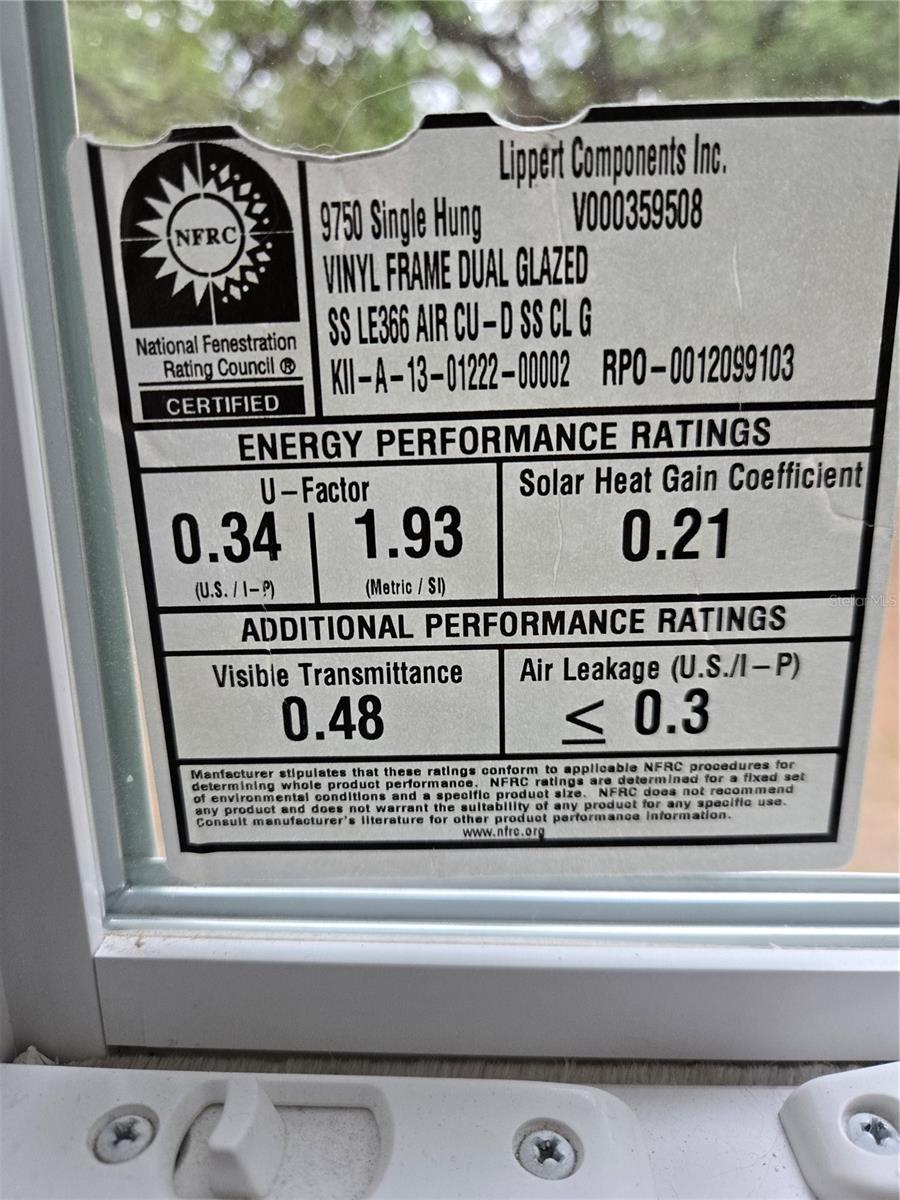 Lippert Components Inc.
9750 Single Hung V000359508
VINYL FRAME DUAL GLAZED
SS LE366 AIR CU-D SS CL G
KII-A-13-01222-00002 RPO-0012099103
NFRC
National Fenestration
Rating Council ®
CERTIFIED
ENERGY PERFORMANCE RATINGS
U-Factor
0.34 1.93
(U.S. / I-P) (Metric / SI)
Solar Heat Gain Coefficient
0.21
ADDITIONAL PERFORMANCE RATINGS
Visible Transmittance
0.48
Air Leakage (U.S./I-P)
≤ 0.3
Manfacturer stipulates that these ratings conform to applicable NFRC procedures for
determining whole product performance. NFRC ratings are determined for a fixed set
of environmental conditions and a specific product size. NFRC does not recommend
any product and does not warrant the suitability of any product for any specific use.
Consult manufacturer's literature for other product performance information.
www.nfrc.org
StellarMLS